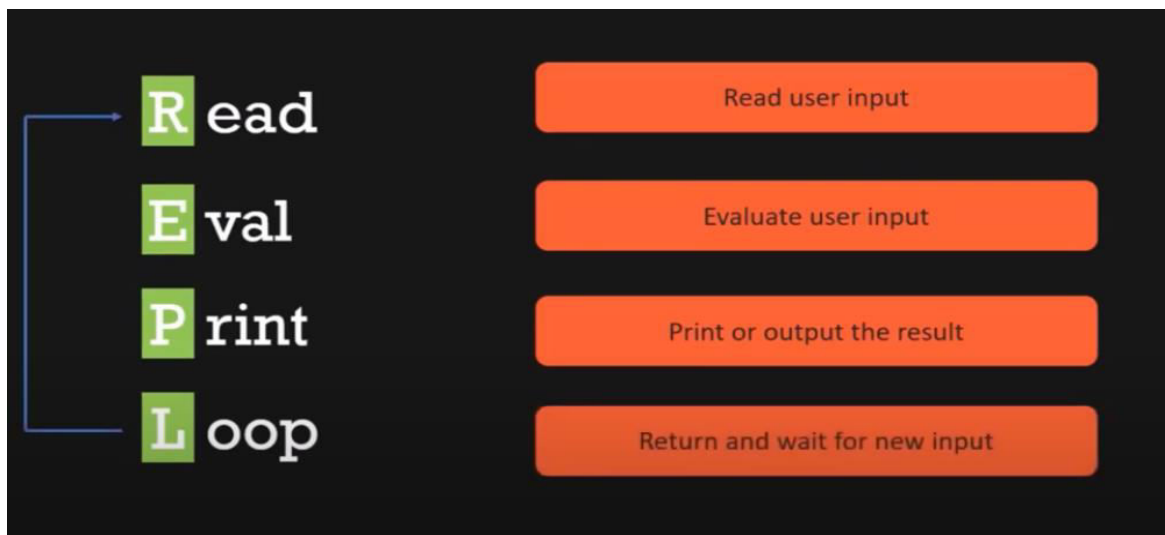 Read
Read user input
Eval
Evaluate user input
Print
Print or output the result
Loop
Return and wait for new input